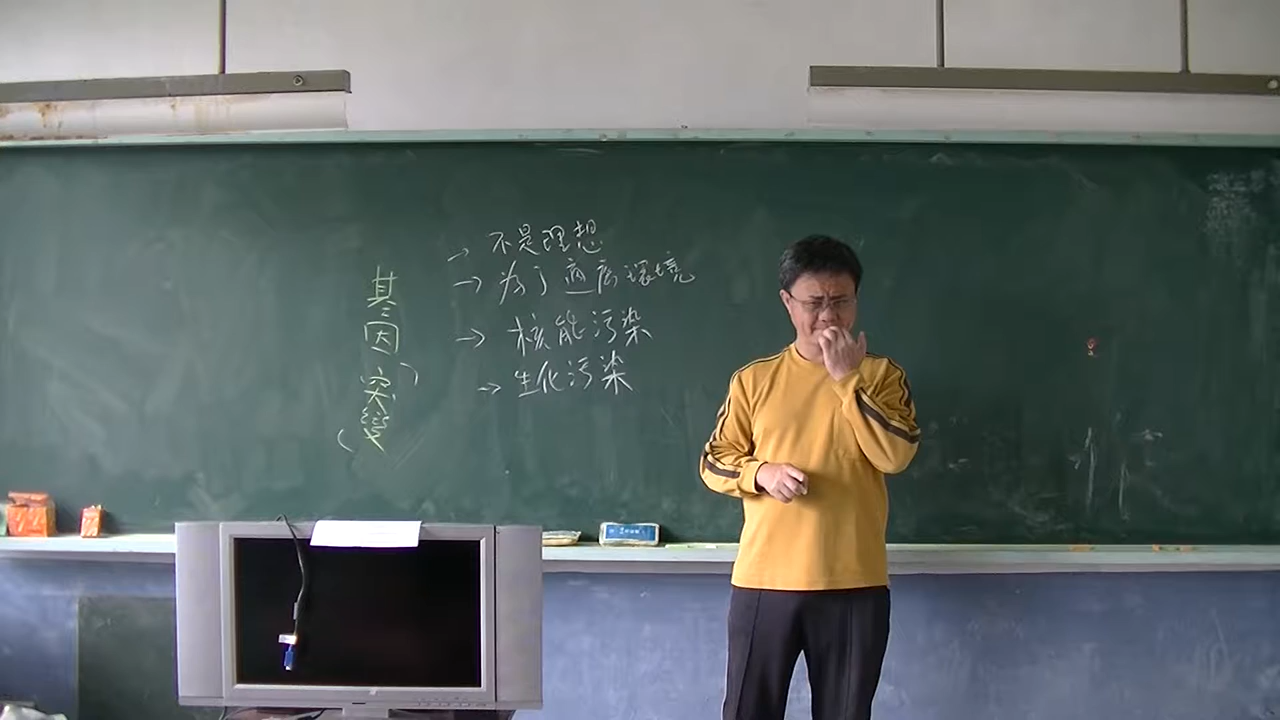 基因(突變)
→ 不是理想
→ 為了適應環境
→ 核能污染
→ 生化污染